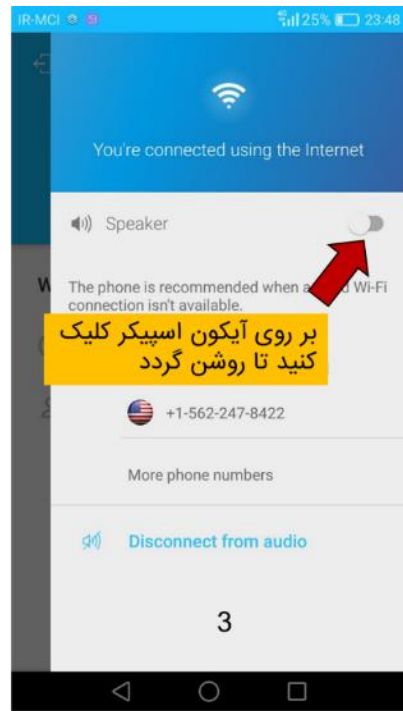 IR-MCI
4G 25% 23:48
You're connected using the Internet
Speaker
The phone is recommended when a Wi-Fi
connection isn't available.
بر روی آیکون اسپیکر کلیک
کنید تا روشن گردد
+1-562-247-8422
More phone numbers
Disconnect from audio
3